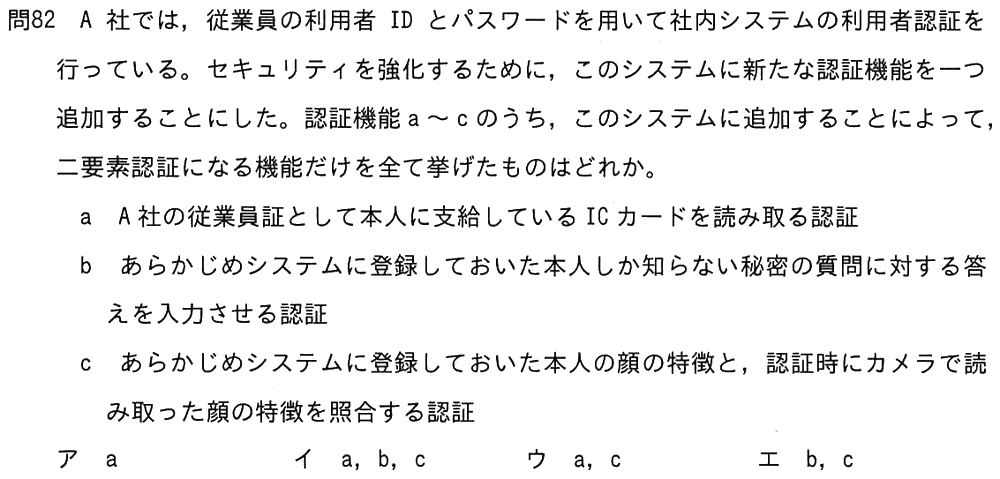 問82 A 社では，従業員の利用者 ID とパスワードを用いて社内システムの利用者認証を
行っている。セキュリティを強化するために，このシステムに新たな認証機能を一つ
追加することにした。認証機能 a ～ c のうち，このシステムに追加することによって，
二要素認証になる機能だけを全て挙げたものはどれか。
a A 社の従業員証として本人に支給している IC カードを読み取る認証
b あらかじめシステムに登録しておいた本人しか知らない秘密の質問に対する答
えを入力させる認証
c あらかじめシステムに登録しておいた本人の顔の特徴と，認証時にカメラで読
み取った顔の特徴を照合する認証
ア a イ a, b, c ウ a, c エ b, c